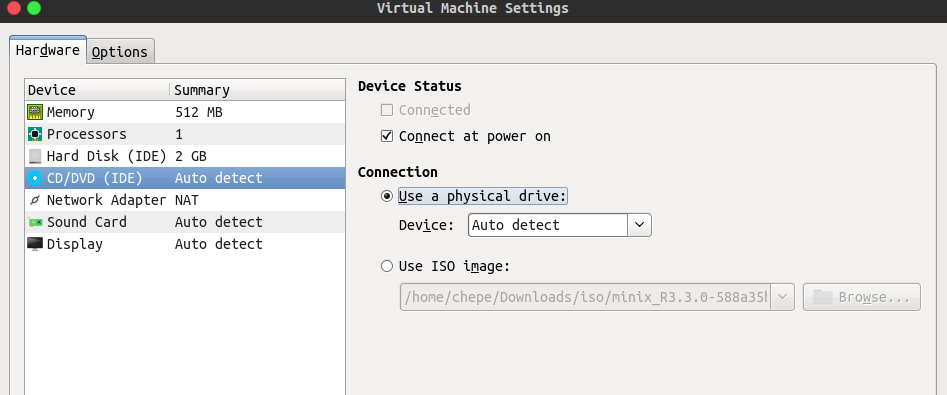 Virtual Machine Settings
Hardware Options
Device Summary
Memory 512 MB
Processors 1
Hard Disk (IDE) 2 GB
CD/DVD (IDE) Auto detect
Network Adapter NAT
Sound Card Auto detect
Display Auto detect
Device Status
Connected
Connect at power on
Connection
Use a physical drive:
Device: Auto detect
Use ISO image:
/home/chepe/Downloads/iso/minix_R3.3.0-588a35b Browse...